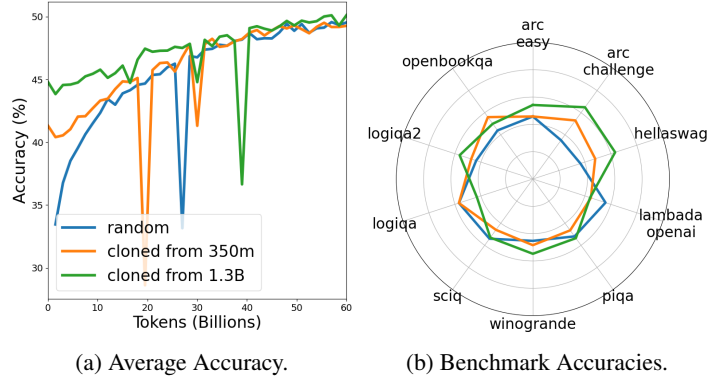 50
45
40
35
30
0
10
20
30
40
50
60
Accuracy (%)
Tokens (Billions)
random
cloned from 350m
cloned from 1.3B
(a) Average Accuracy.
arc
easy
arc
challenge
hellaswag
lambada
openai
piqa
winogrande
sciq
logiqa
logiqa2
openbookqa
(b) Benchmark Accuracies.